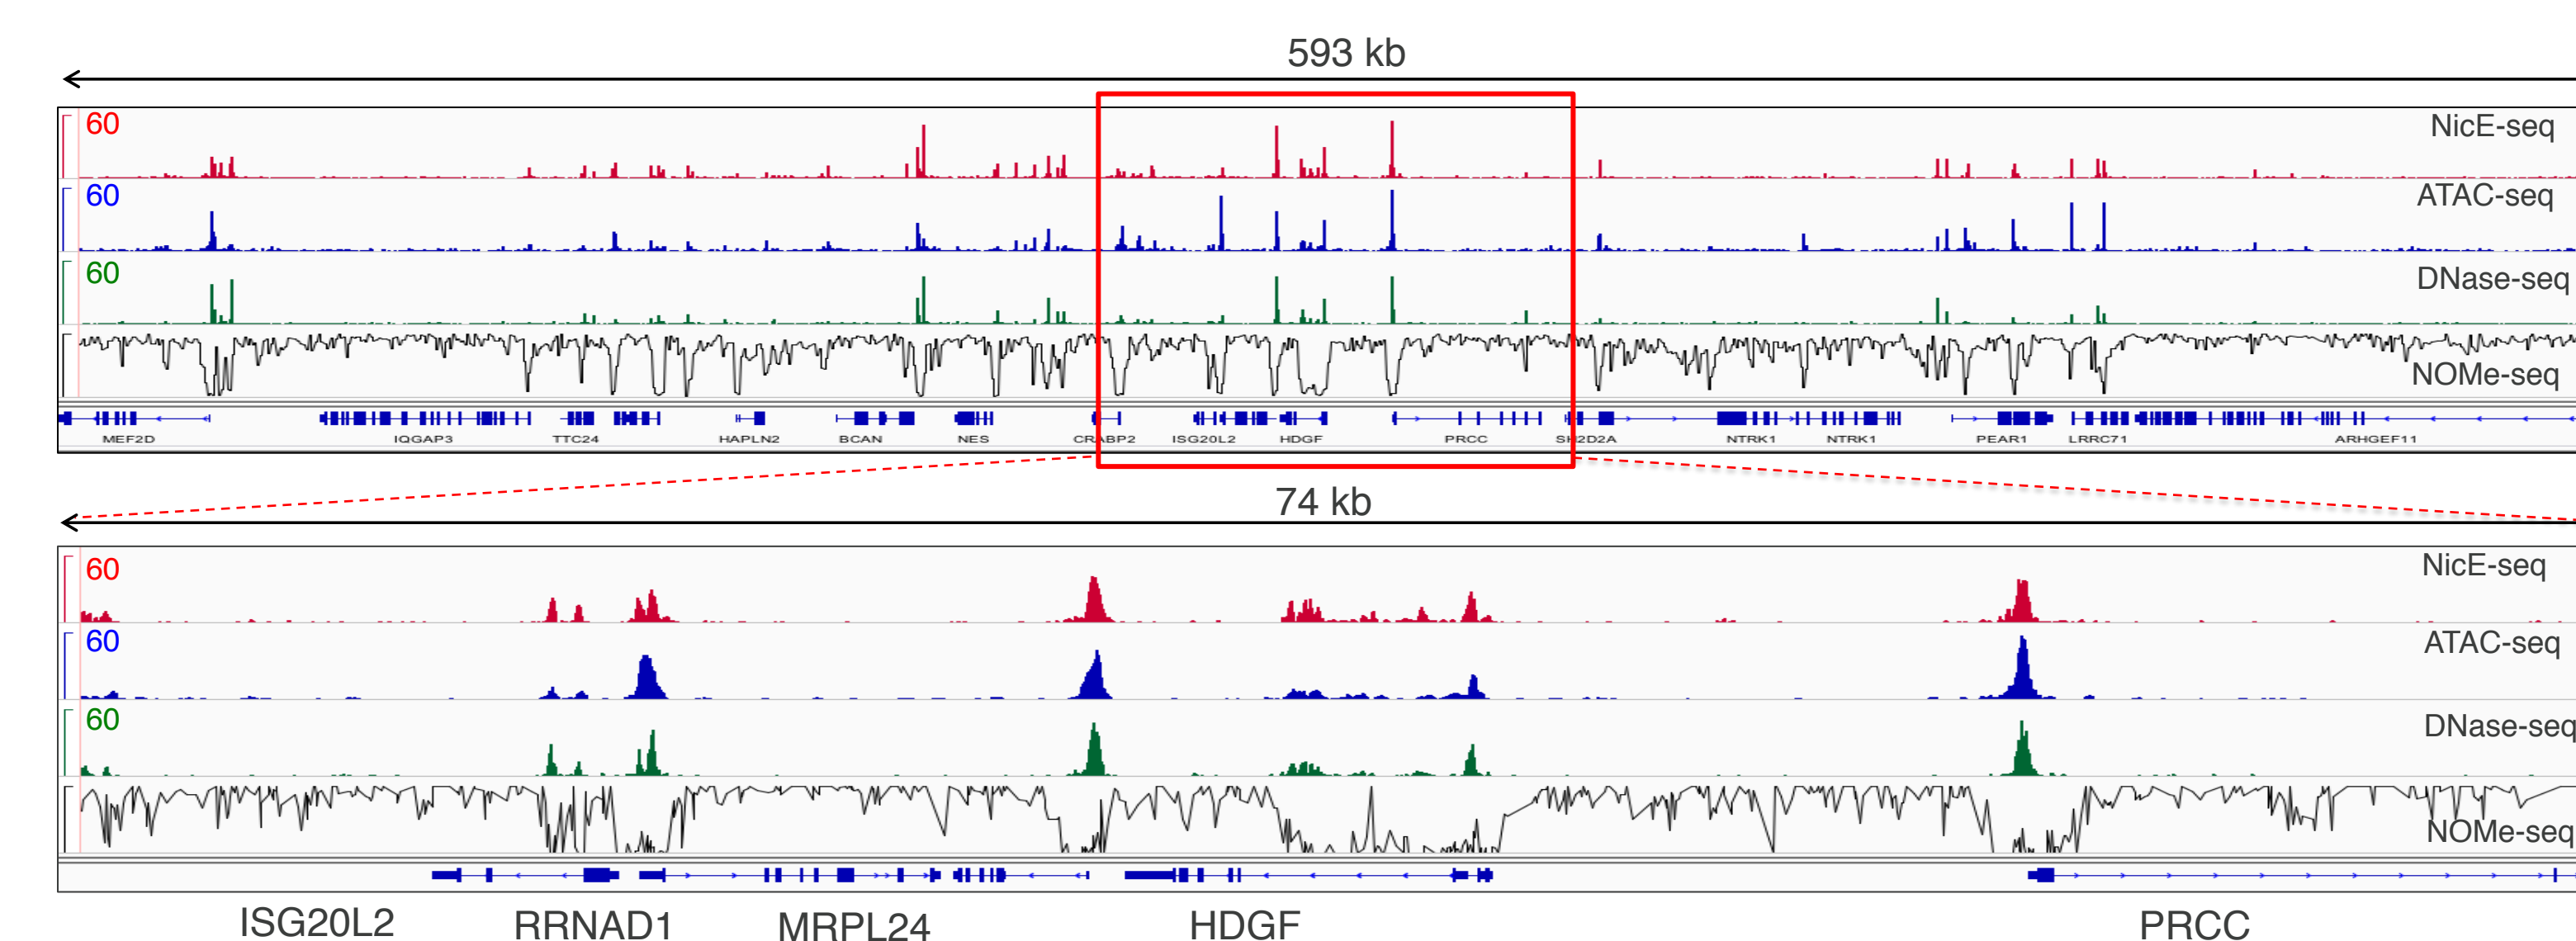 593 kb
60 NicE-seq
60 ATAC-seq
60 DNase-seq
NOMe-seq
MEF2D IQGAP3 TTC24 HAPLN2 BCAN NES CRABP2 ISG20L2 HDGF PRCC SH2D2A NTRK1 NTRK1 PEAR1 LRRC71 ARHGEF11
74 kb
60 NicE-seq
60 ATAC-seq
60 DNase-seq
NOMe-seq
ISG20L2 RRNAD1 MRPL24 HDGF PRCC